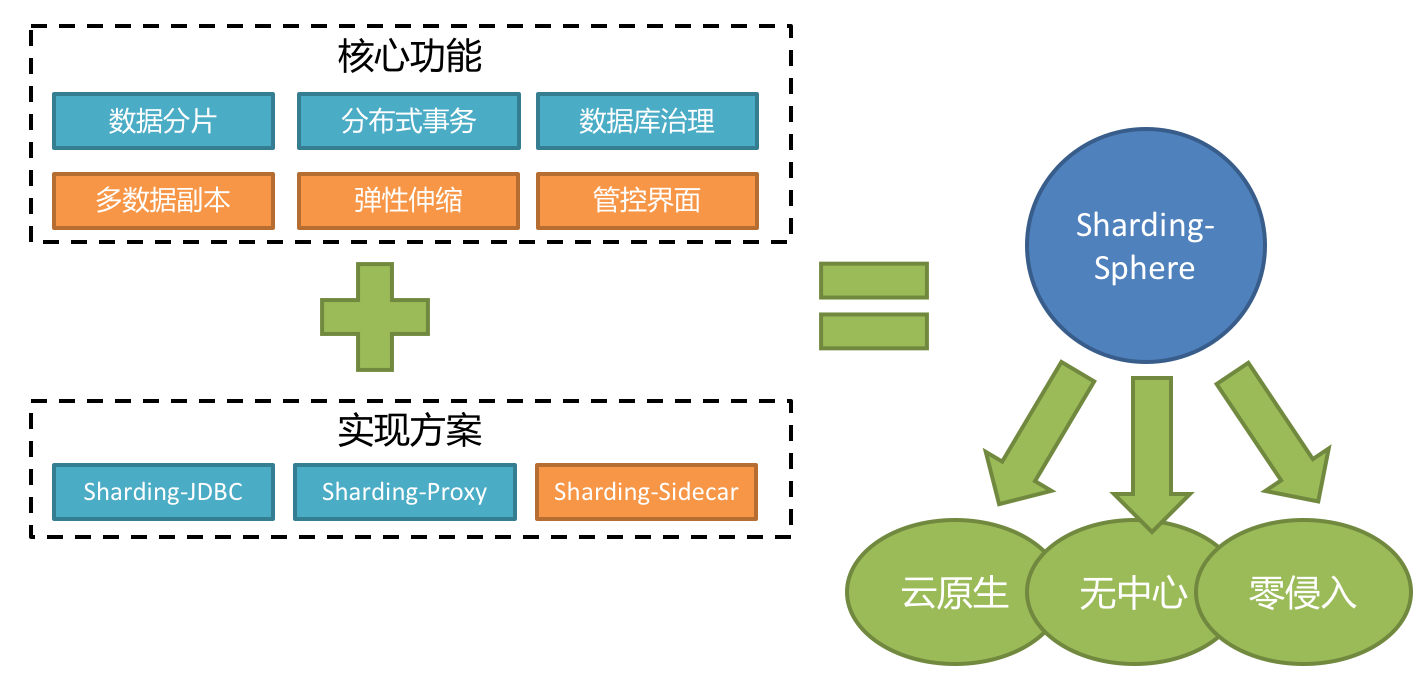 核心功能
数据分片
分布式事务
数据库治理
多数据副本
弹性伸缩
管控界面
实现方案
Sharding-JDBC
Sharding-Proxy
Sharding-Sidecar
Sharding-
Sphere
云原生
无中心
零侵入